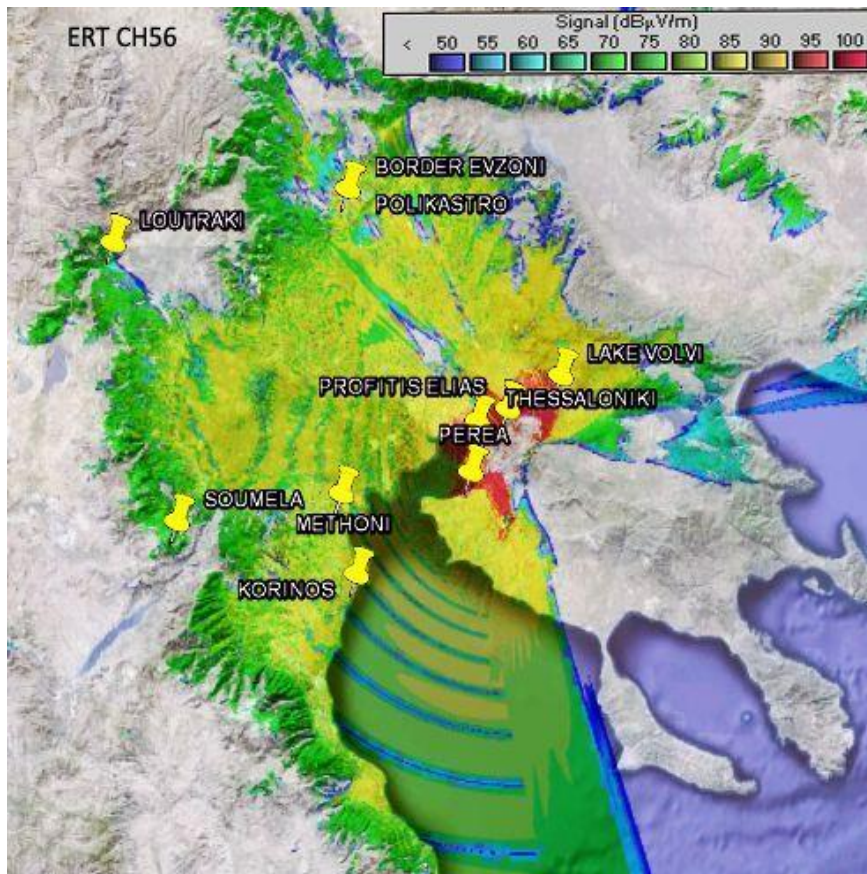 ERT CH56
Signal (dBµV/m)
< 50 55 60 65 70 75 80 85 90 95 100
BORDER EVZONI
POLIKASTRO
LOUTRAKI
LAKE VOLVI
PROFITIS ELIAS
THESSALONIKI
PEREA
SOUMELA
METHONI
KORINOS